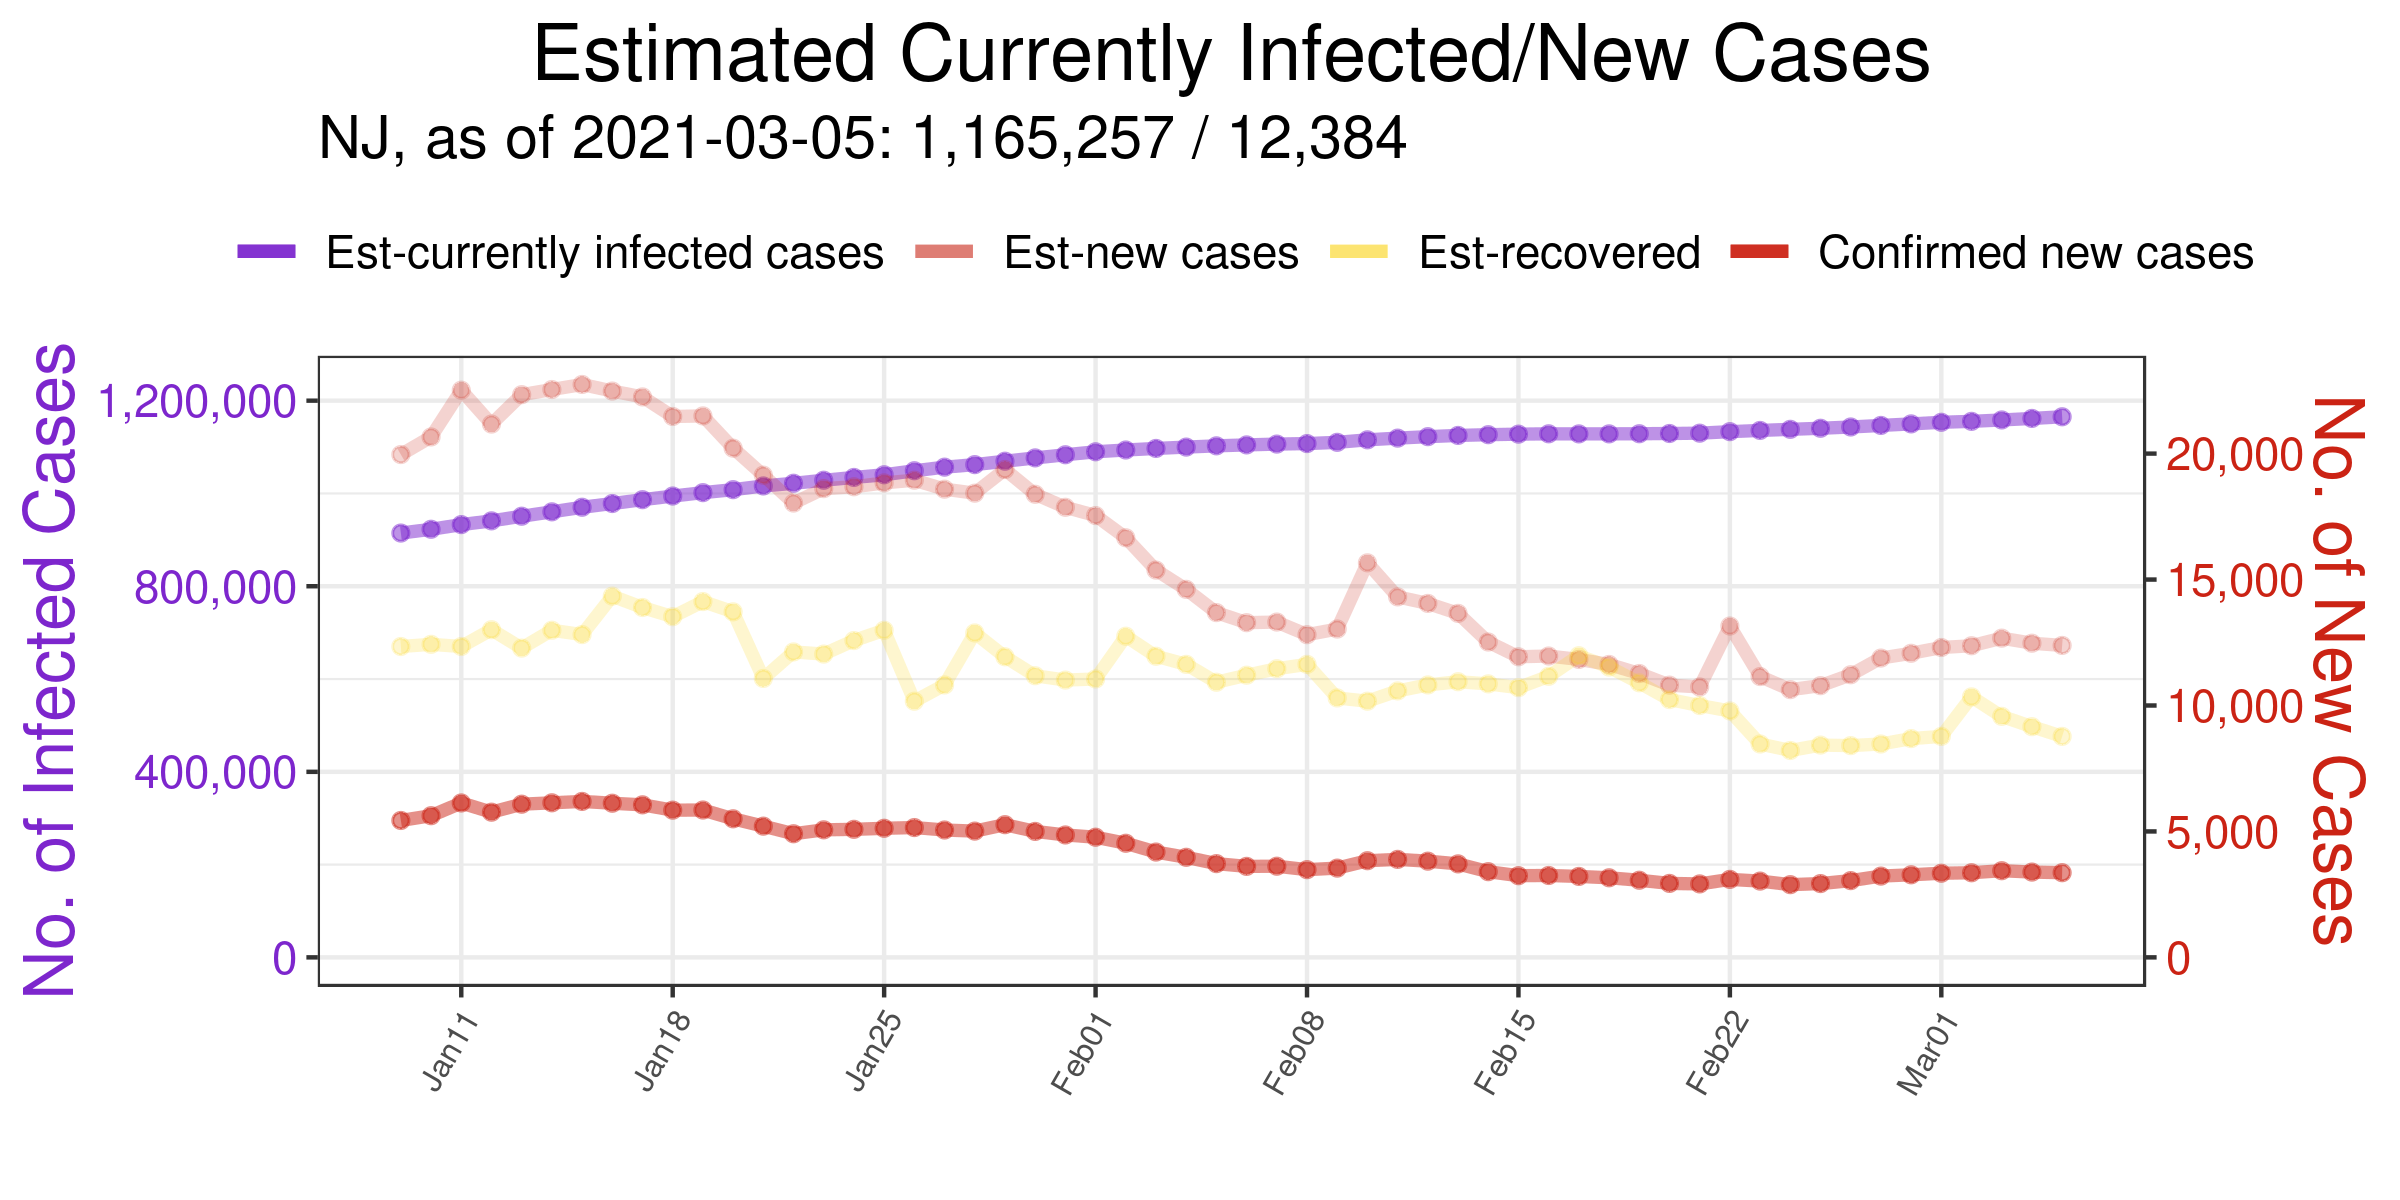 Estimated Currently Infected/New Cases
NJ, as of 2021-03-05: 1,165,257 / 12,384
Est-currently infected cases
Est-new cases
Est-recovered
Confirmed new cases
No. of Infected Cases
1,200,000
800,000
400,000
0
20,000
15,000
10,000
5,000
0
No. of New Cases
Jan11
Jan18
Jan25
Feb01
Feb08
Feb15
Feb22
Mar01